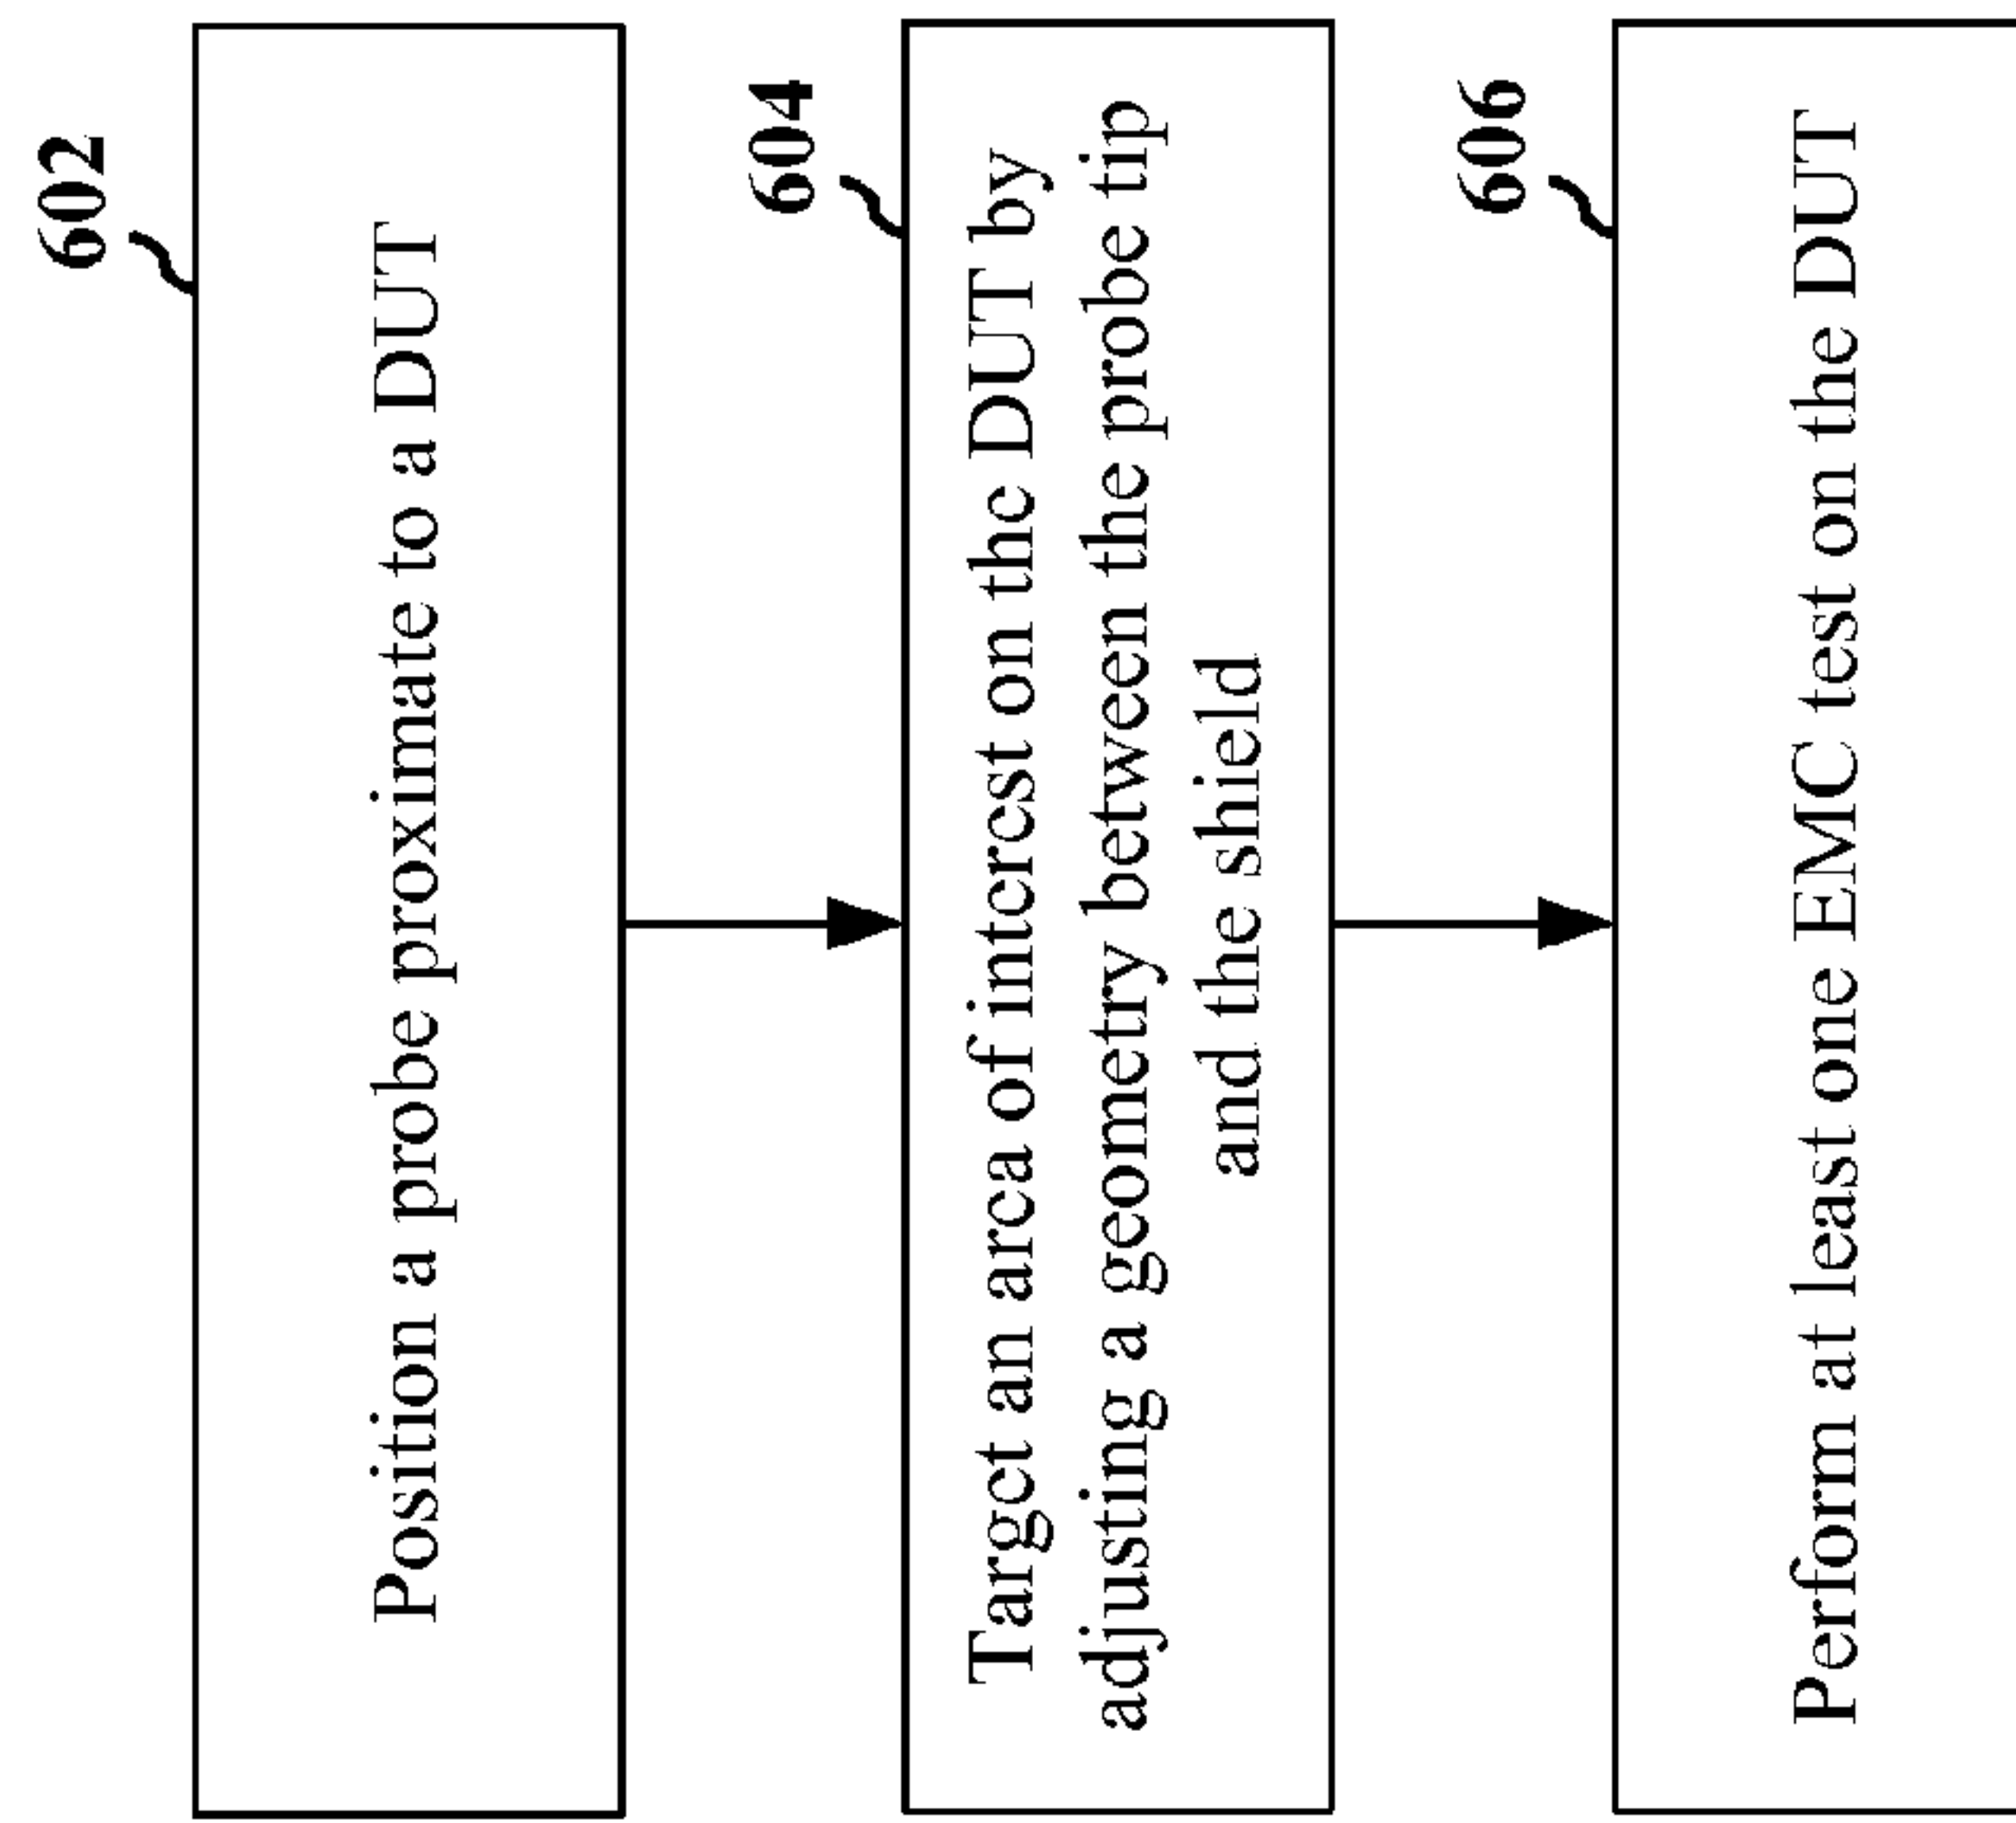 602
Position a probe proximate to a DUT
604
Target an area of interest on the DUT by
adjusting a geometry between the probe tip
and the shield
606
Perform at least one EMC test on the DUT